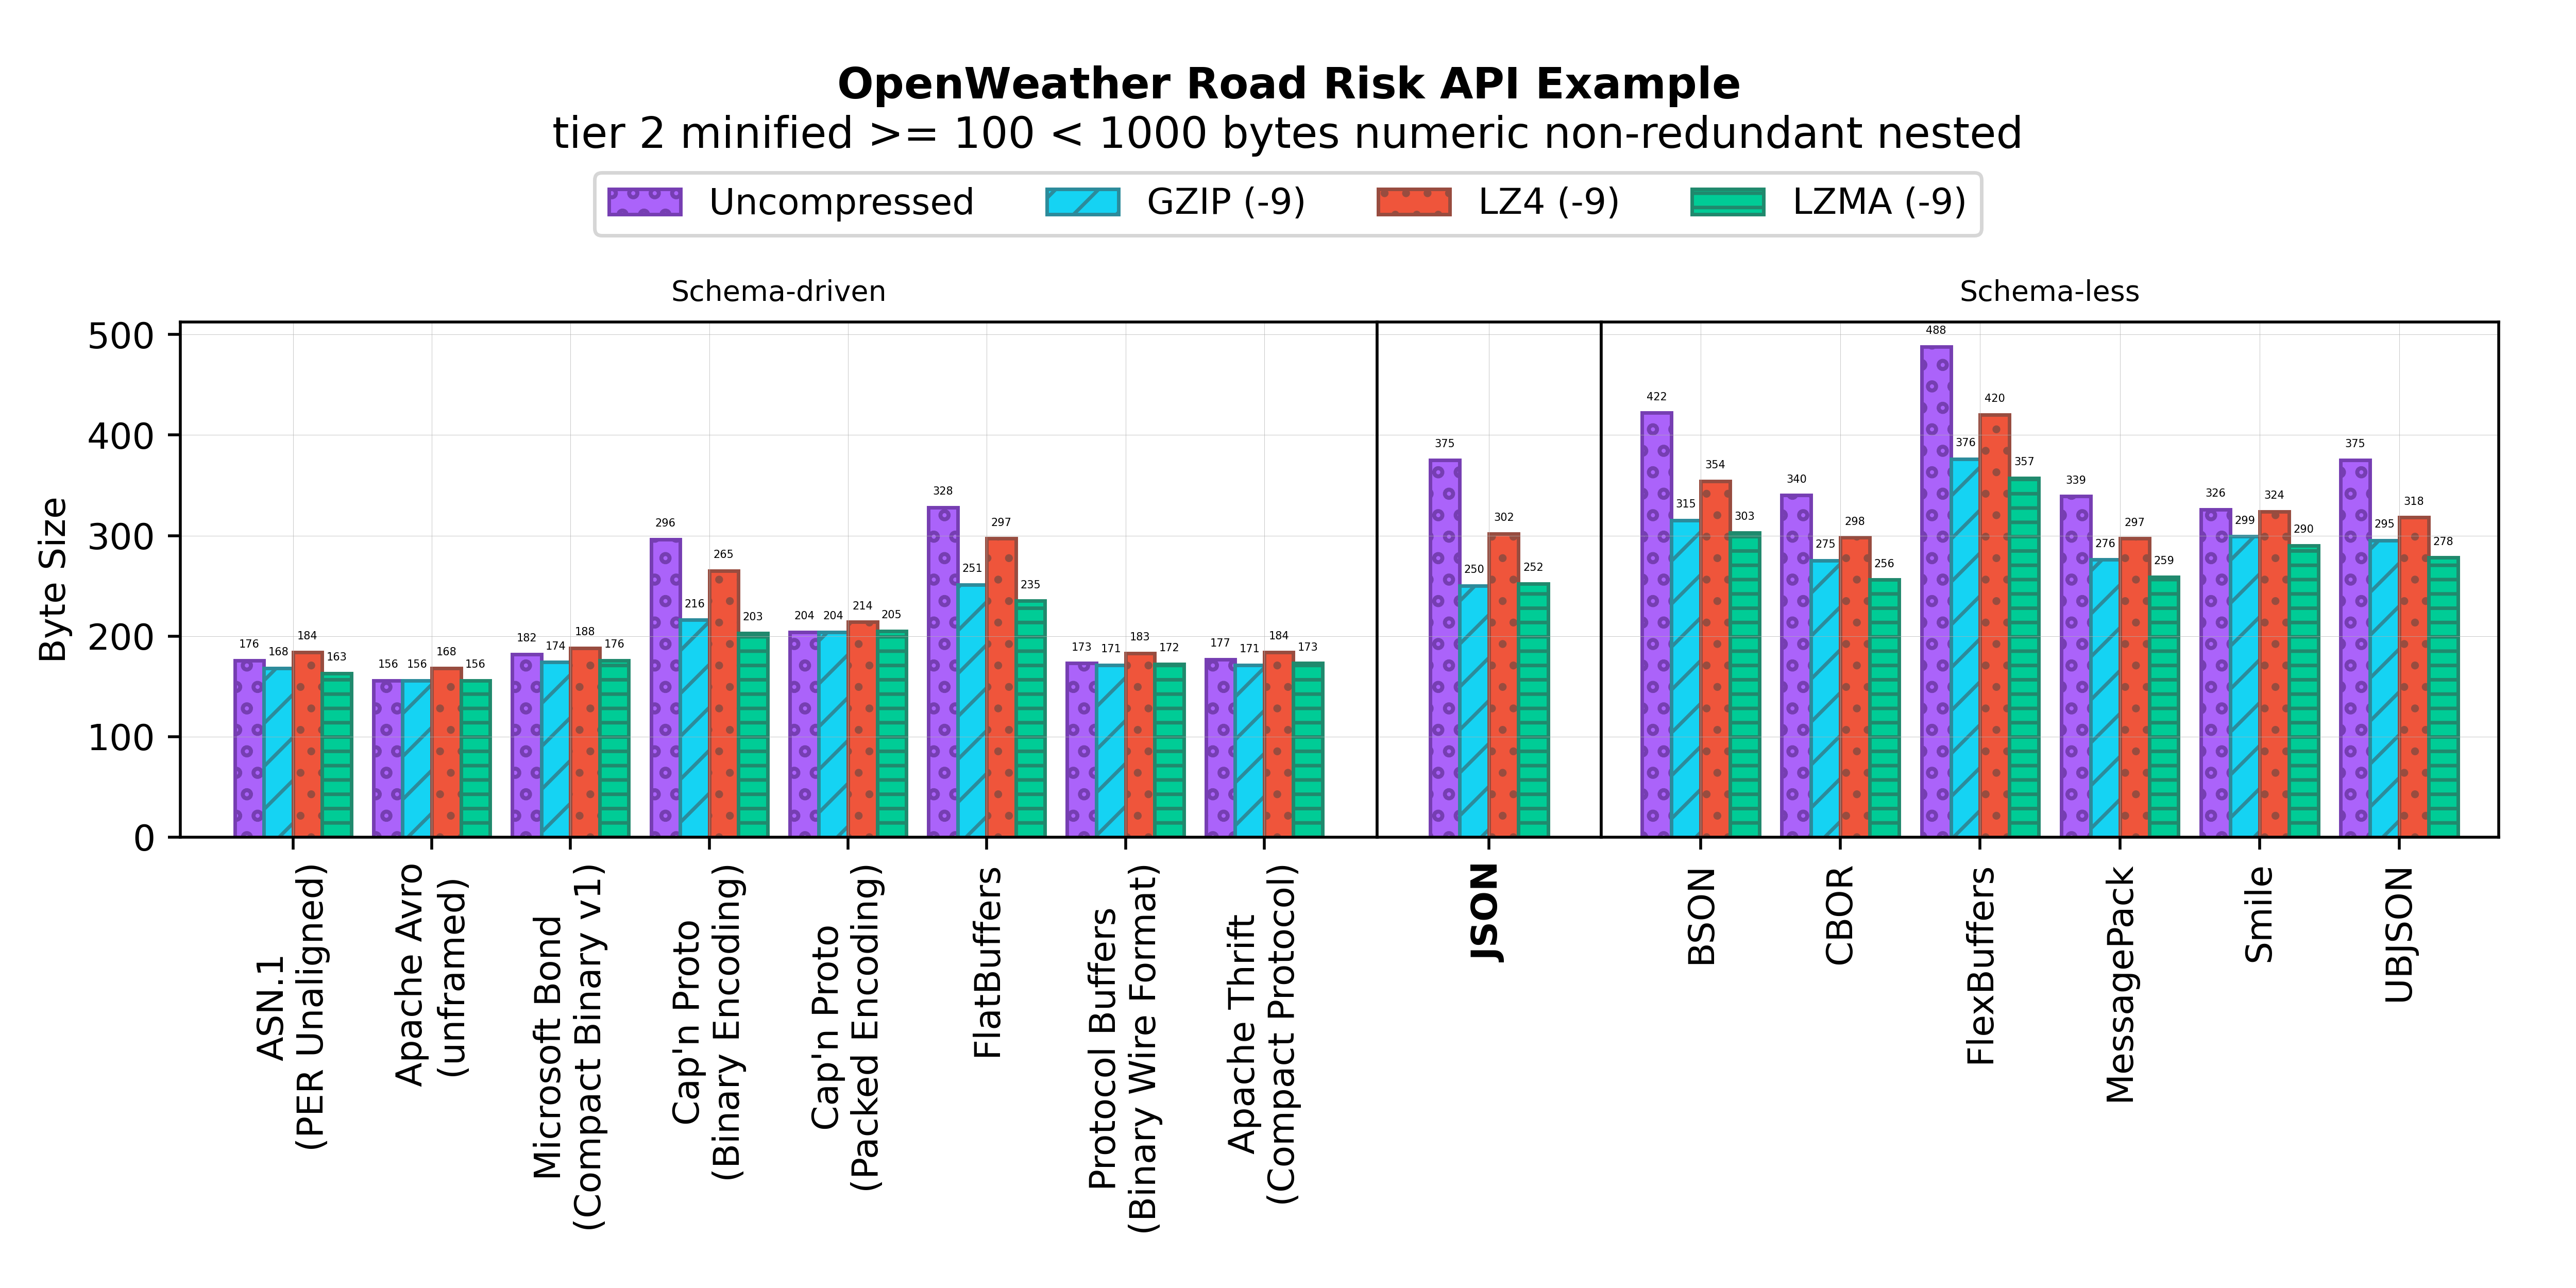 OpenWeather Road Risk API Example
tier 2 minified >= 100 < 1000 bytes numeric non-redundant nested
Uncompressed GZIP (-9) LZ4 (-9) LZMA (-9)
Schema-driven Schema-less
Byte Size
500
400
300
200
100
0
176 168 184 163
156 156 168 156
182 174 188 176
296 216 265 203
204 204 214 205
328 251 297 235
173 171 183 172
177 171 184 173
375 250 302 252
422 315 354 303
340 275 298 256
488 376 420 357
339 276 297 259
326 299 324 290
375 295 318 278
ASN.1
(PER Unaligned)
Apache Avro
(unframed)
Microsoft Bond
(Compact Binary v1)
Cap'n Proto
(Binary Encoding)
Cap'n Proto
(Packed Encoding)
FlatBuffers
Protocol Buffers
(Binary Wire Format)
Apache Thrift
(Compact Protocol)
JSON
BSON
CBOR
FlexBuffers
MessagePack
Smile
UBJSON